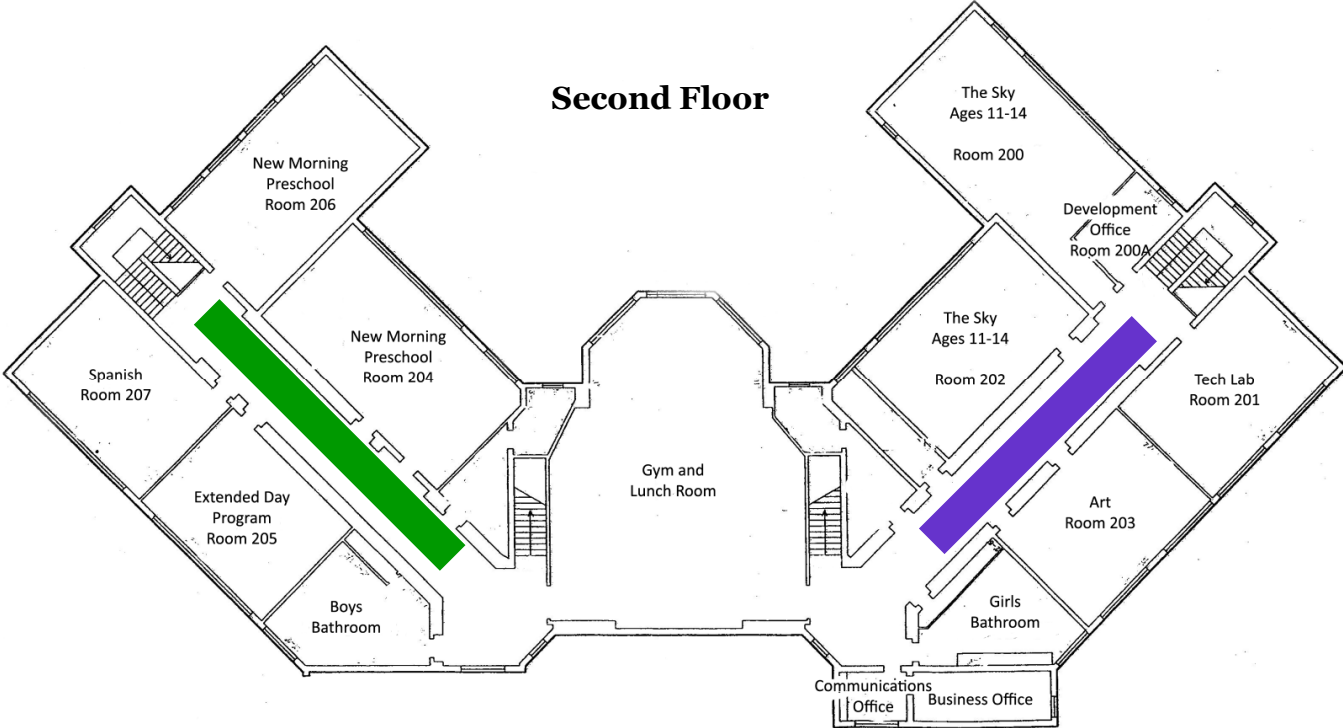 Second Floor
The Sky
Ages 11-14
Room 200
New Morning
Preschool
Room 206
Development
Office
Room 200A
New Morning
Preschool
Room 204
The Sky
Ages 11-14
Room 202
Spanish
Room 207
Tech Lab
Room 201
Gym and
Lunch Room
Extended Day
Program
Room 205
Art
Room 203
Boys
Bathroom
Girls
Bathroom
Communications
Office
Business Office